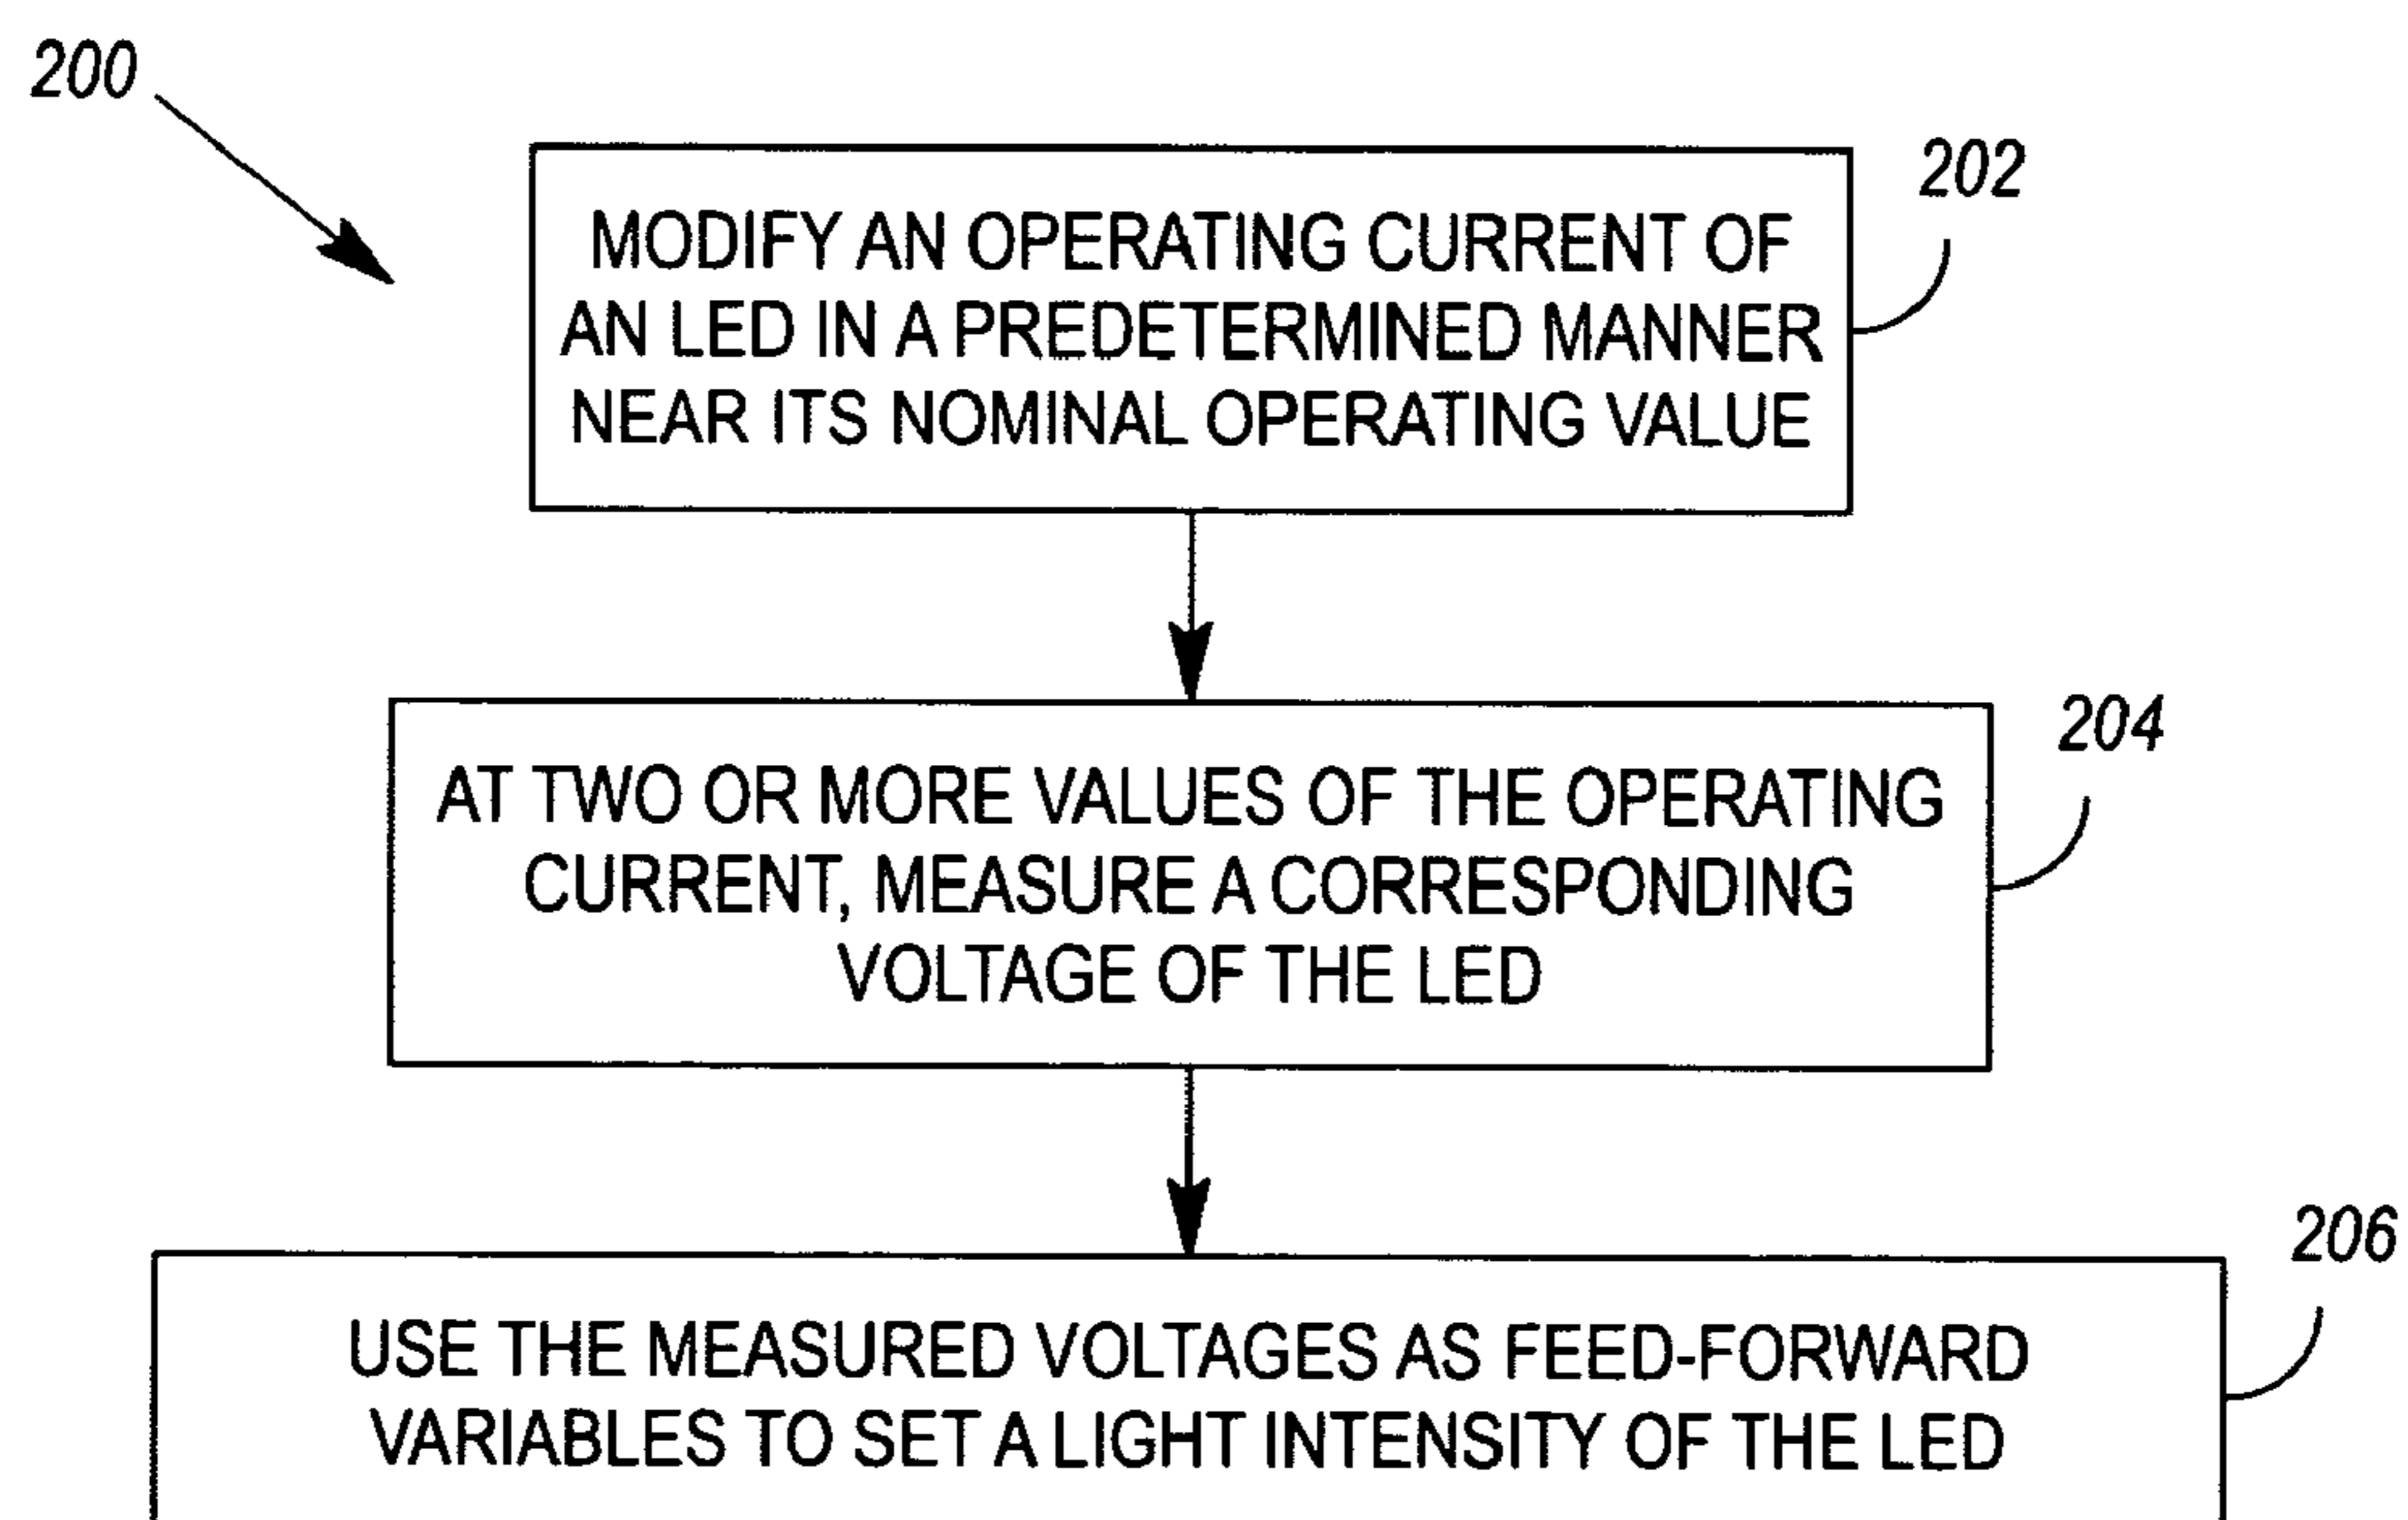 200
202
MODIFY AN OPERATING CURRENT OF
AN LED IN A PREDETERMINED MANNER
NEAR ITS NOMINAL OPERATING VALUE
204
AT TWO OR MORE VALUES OF THE OPERATING
CURRENT, MEASURE A CORRESPONDING
VOLTAGE OF THE LED
206
USE THE MEASURED VOLTAGES AS FEED-FORWARD
VARIABLES TO SET A LIGHT INTENSITY OF THE LED